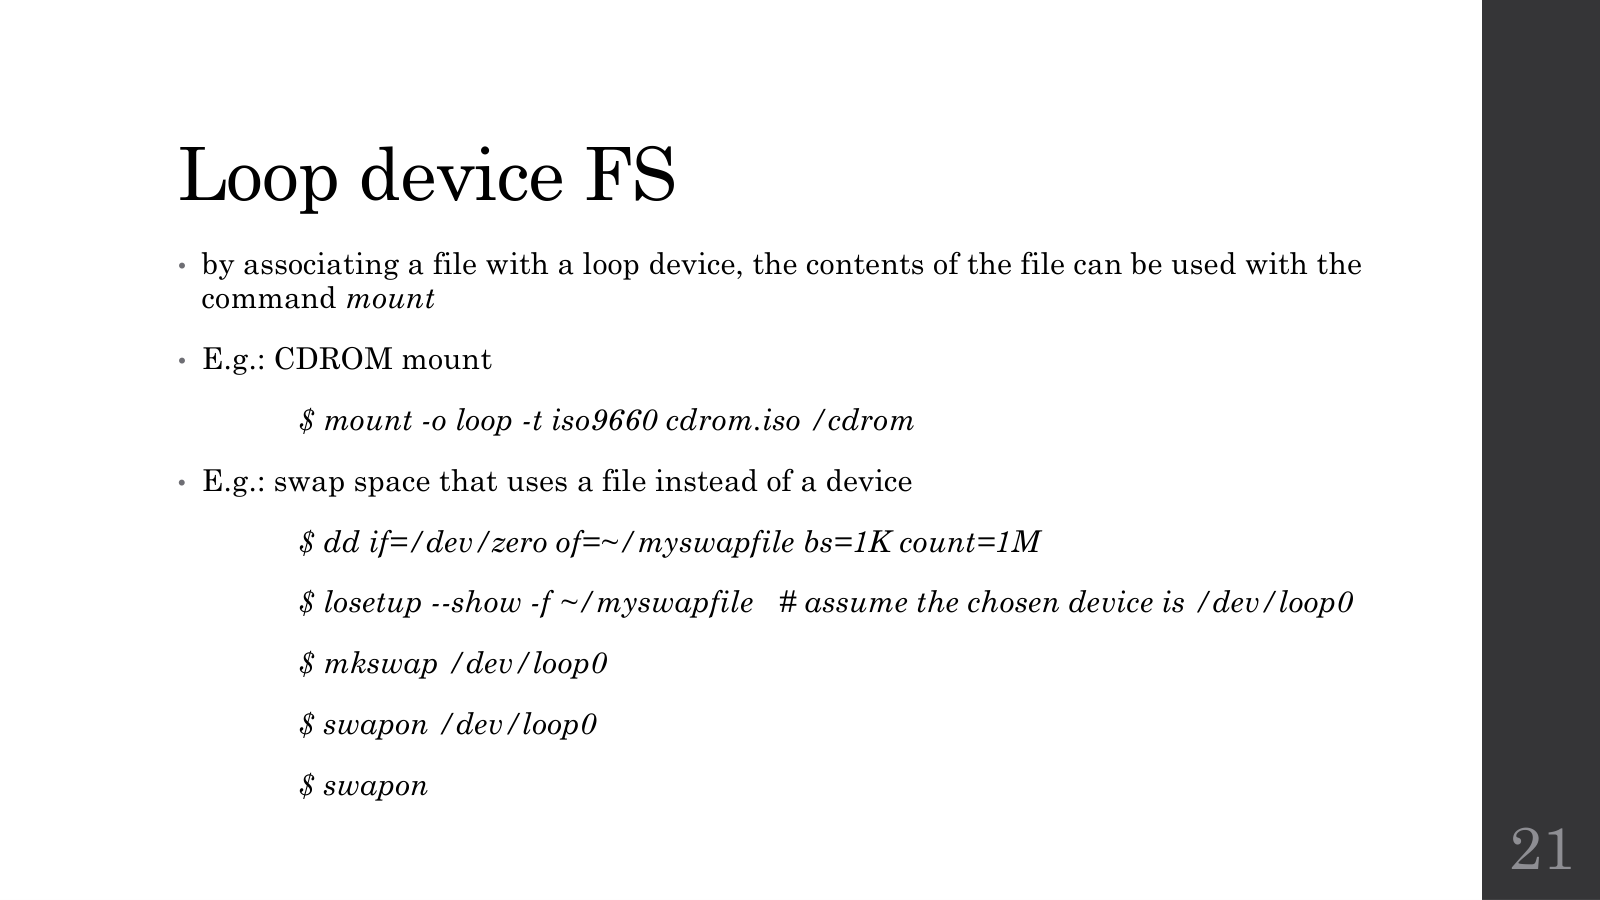 Loop device FS
• by associating a file with a loop device, the contents of the file can be used with the
command mount
• E.g.: CDROM mount
$ mount -o loop -t iso9660 cdrom.iso /cdrom
• E.g.: swap space that uses a file instead of a device
$ dd if=/dev/zero of=~/myswapfile bs=1K count=1M
$ losetup --show -f ~/myswapfile # assume the chosen device is /dev/loop0
$ mkswap /dev/loop0
$ swapon /dev/loop0
$ swapon
21